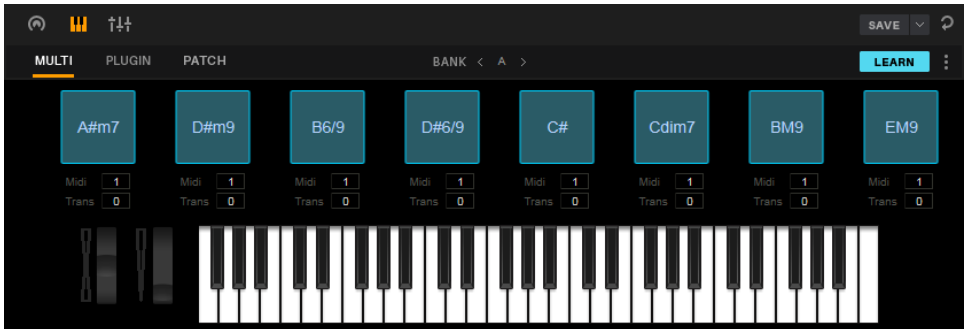 SAVE
MULTI PLUGIN PATCH BANK < A > LEARN
A#m7 D#m9 B6/9 D#6/9 C# Cdim7 BM9 EM9
Midi 1 Midi 1 Midi 1 Midi 1 Midi 1 Midi 1 Midi 1 Midi 1
Trans 0 Trans 0 Trans 0 Trans 0 Trans 0 Trans 0 Trans 0 Trans 0